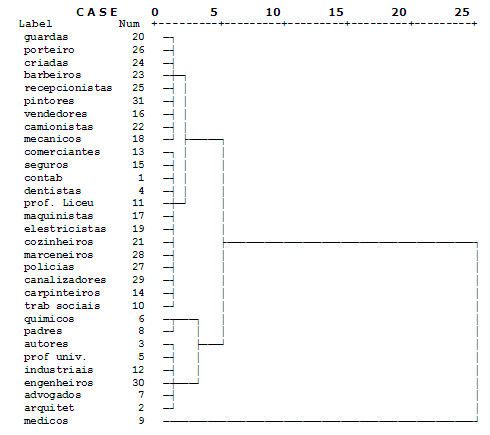 C A S E 0 5 10 15 20 25
Label Num
guardas 20
porteiro 26
criadas 24
barbeiros 23
recepcionistas 25
pintores 31
vendedores 16
camionistas 22
mecanicos 18
comerciantes 13
seguros 15
contab 1
dentistas 4
prof. Liceu 11
maquinistas 17
elestricistas 19
cozinheiros 21
marceneiros 28
policias 27
canalizadores 29
carpinteiros 14
trab sociais 10
quimicos 6
padres 8
autores 3
prof univ. 5
industriais 12
engenheiros 30
advogados 7
arquitet 2
medicos 9